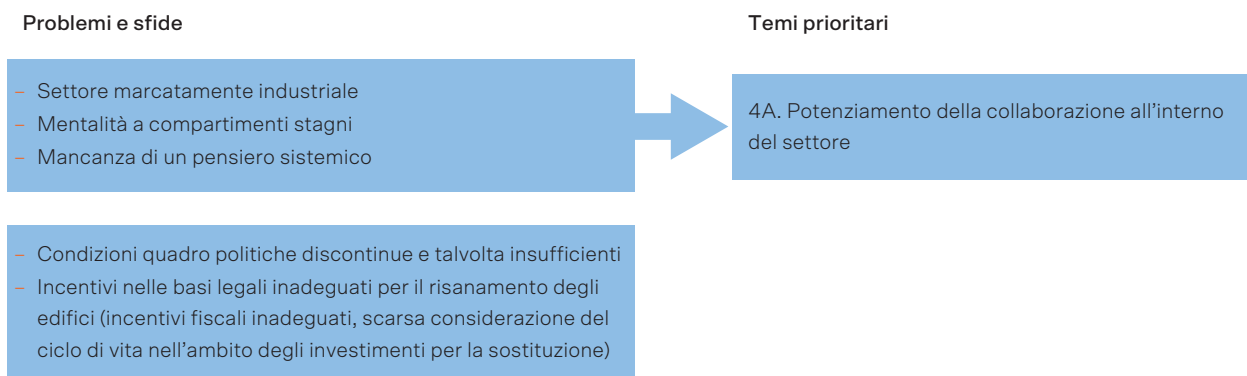 Problemi e sfide
Temi prioritari
– Settore marcatamente industriale
– Mentalità a compartimenti stagni
– Mancanza di un pensiero sistemico
4A. Potenziamento della collaborazione all’interno
del settore
– Condizioni quadro politiche discontinue e talvolta insufficienti
– Incentivi nelle basi legali inadeguati per il risanamento degli
edifici (incentivi fiscali inadeguati, scarsa considerazione del
ciclo di vita nell’ambito degli investimenti per la sostituzione)